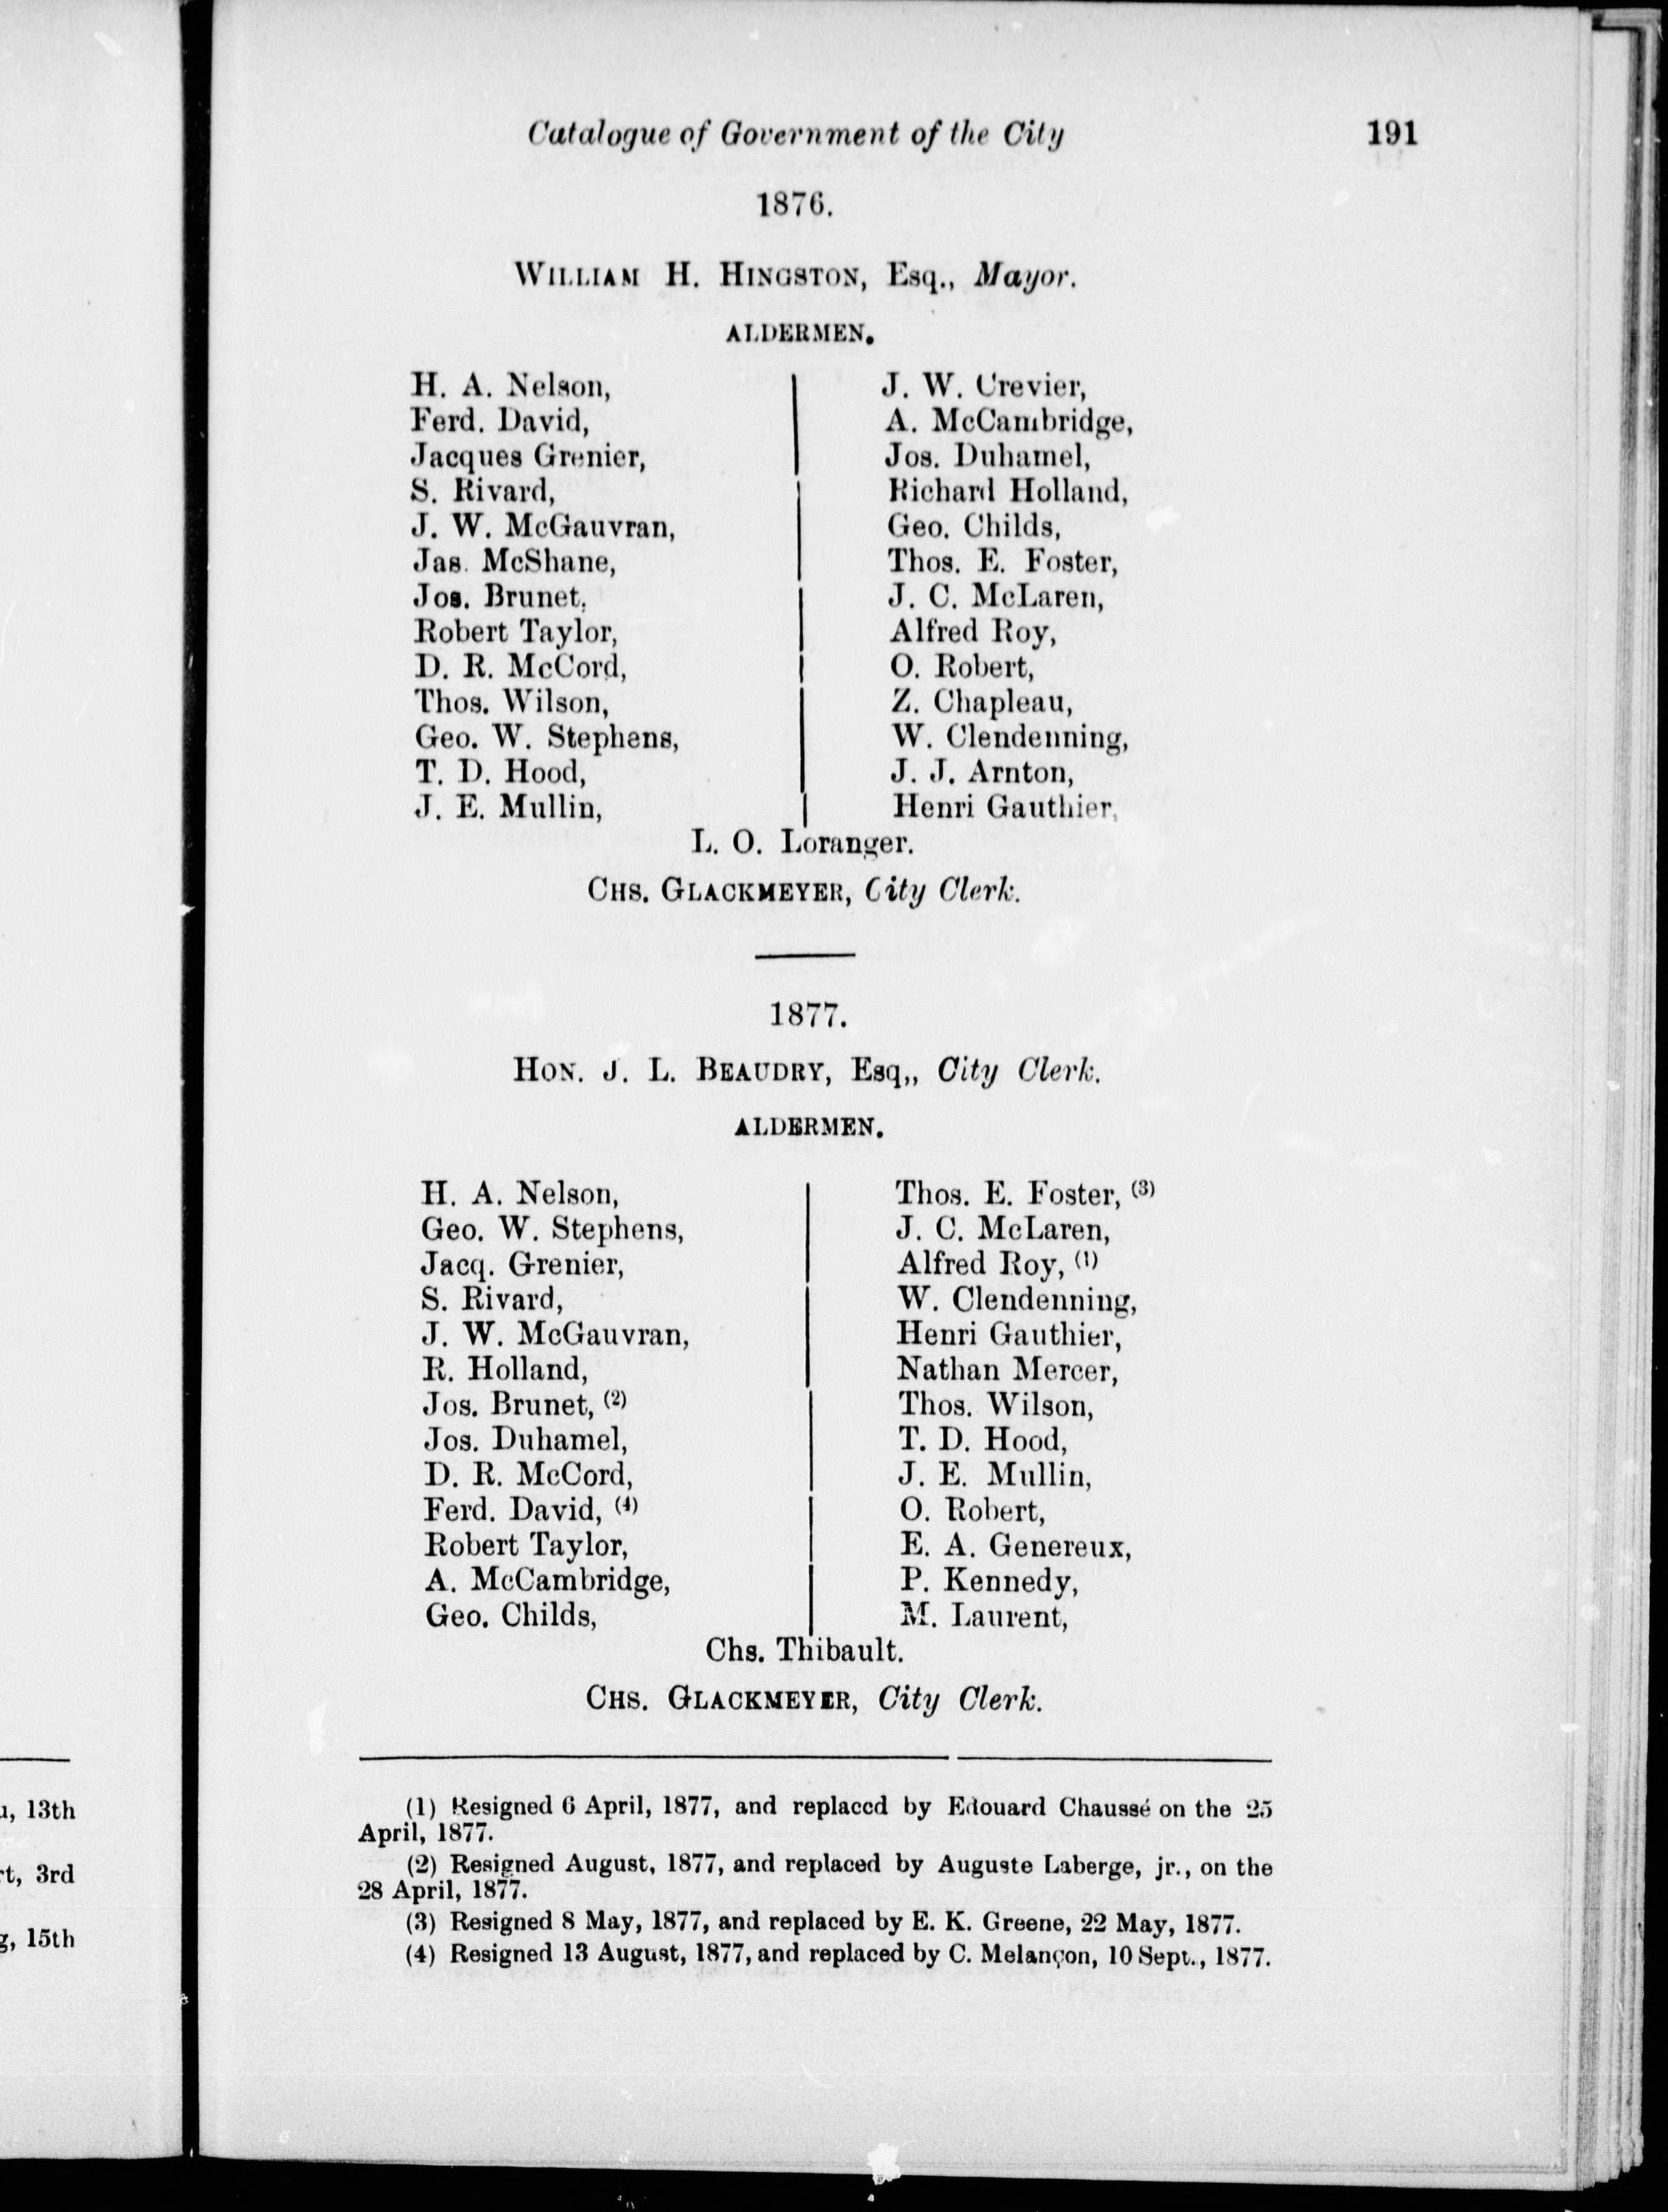 Catalogue of Government of the City 191
1876.
WILLIAM H. HINGSTON, Esq., Mayor.
ALDERMEN.
H. A. Nelson,
Ferd. David,
Jacques Grenier,
S. Rivard,
J. W. McGauvran,
Jas. McShane,
Jos. Brunet,
Robert Taylor,
D. R. McCord,
Thos. Wilson,
Geo. W. Stephens,
T. D. Hood,
J. E. Mullin,
J. W. Crevier,
A. McCambridge,
Jos. Duhamel,
Richard Holland,
Geo. Childs,
Thos. E. Foster,
J. C. McLaren,
Alfred Roy,
O. Robert,
Z. Chapleau,
W. Clendenning,
J. J. Arnton,
Henri Gauthier,
L. O. Loranger.
CHS. GLACKMEYER, City Clerk.
1877.
HON. J. L. BEAUDRY, Esq,, City Clerk.
ALDERMEN.
H. A. Nelson,
Geo. W. Stephens,
Jacq. Grenier,
S. Rivard,
J. W. McGauvran,
R. Holland,
Jos. Brunet, (2)
Jos. Duhamel,
D. R. McCord,
Ferd. David, (4)
Robert Taylor,
A. McCambridge,
Geo. Childs,
Thos. E. Foster, (3)
J. C. McLaren,
Alfred Roy, (1)
W. Clendenning,
Henri Gauthier,
Nathan Mercer,
Thos. Wilson,
T. D. Hood,
J. E. Mullin,
O. Robert,
E. A. Genereux,
P. Kennedy,
M. Laurent,
Chs. Thibault.
CHS. GLACKMEYER, City Clerk.
(1) Resigned 6 April, 1877, and replaced by Edouard Chaussé on the 25
April, 1877.
(2) Resigned August, 1877, and replaced by Auguste Laberge, jr., on the
28 April, 1877.
(3) Resigned 8 May, 1877, and replaced by E. K. Greene, 22 May, 1877.
(4) Resigned 13 August, 1877, and replaced by C. Melançon, 10 Sept., 1877.
13th
3rd
15th